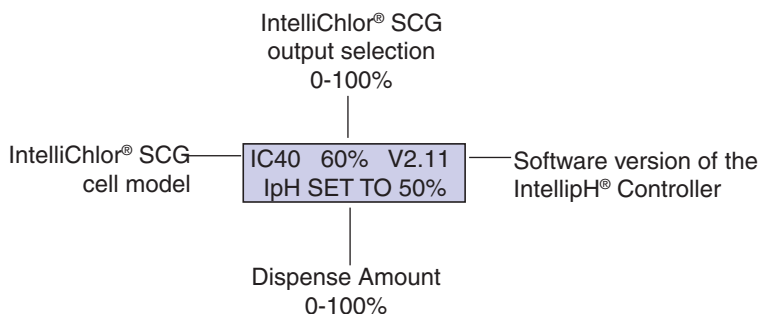 IntelliChlor® SCG
output selection
0-100%
IntelliChlor® SCG
cell model
IC40 60% V2.11
IpH SET TO 50%
Software version of the
IntellipH® Controller
Dispense Amount
0-100%